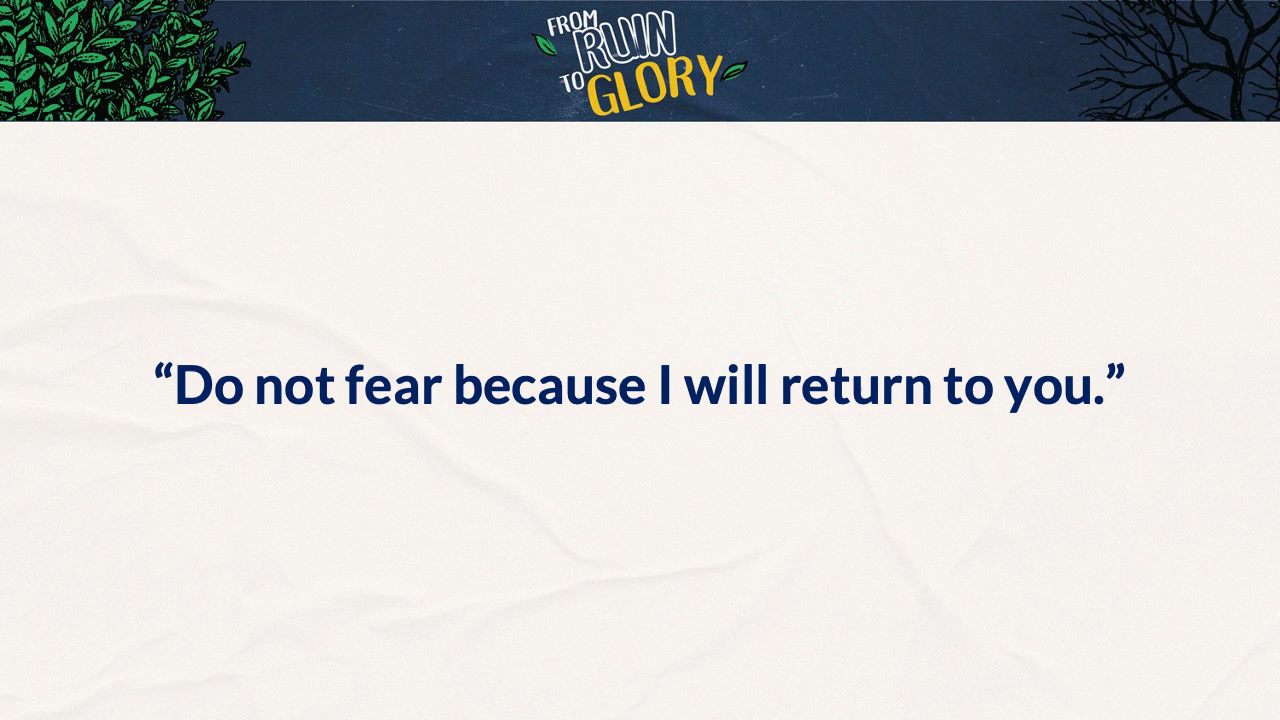 FROM
RUIN
TO
GLORY
“Do not fear because I will return to you.”